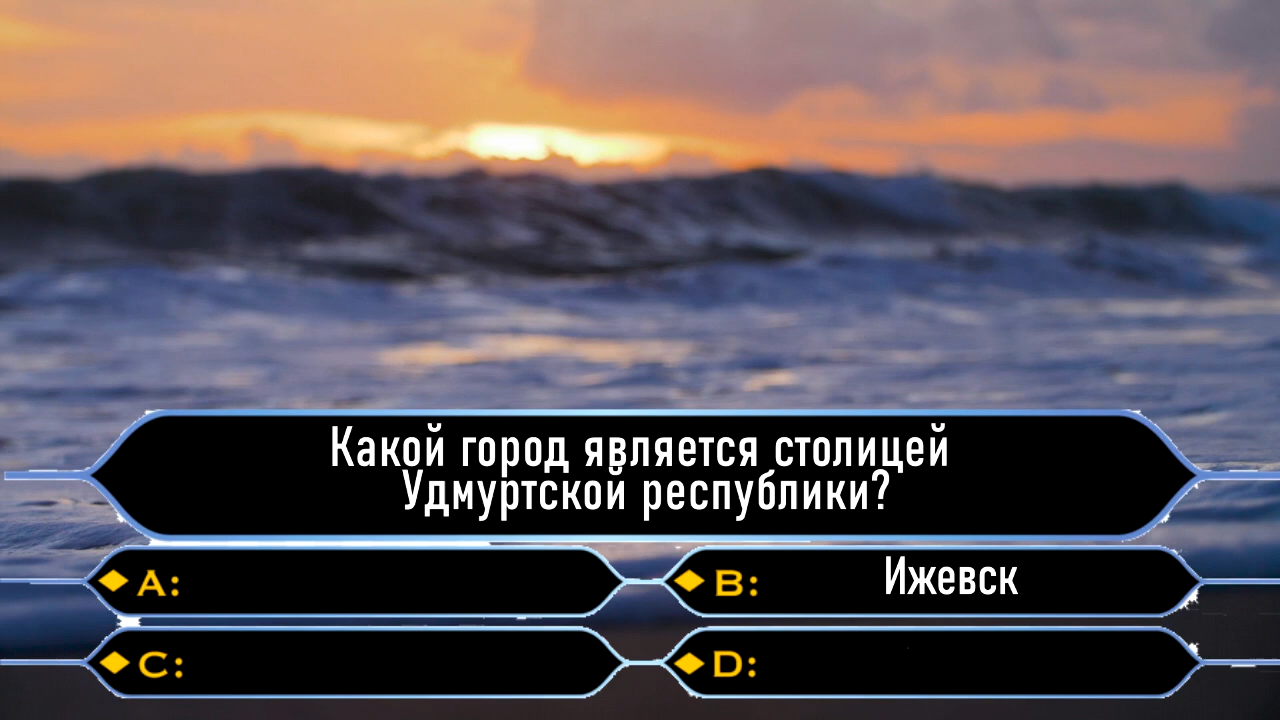 Какой город является столицей
Удмуртской республики?
A:
B: Ижевск
C:
D: